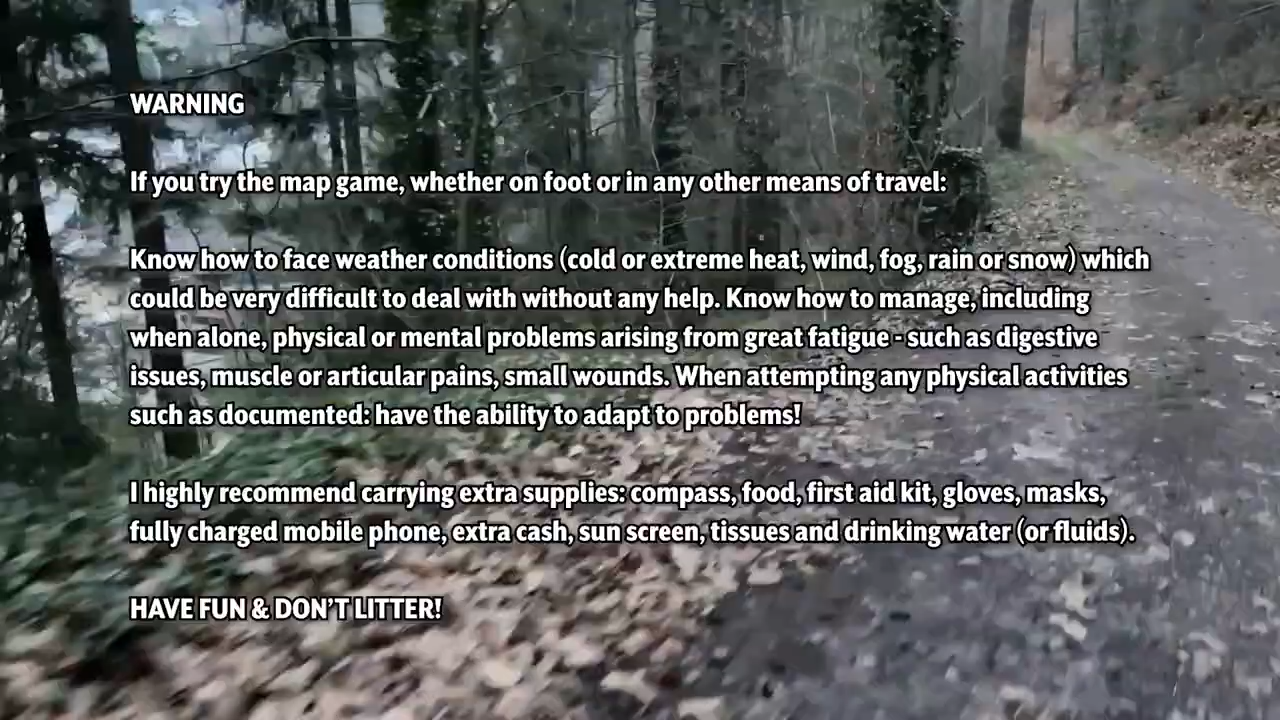 WARNING
If you try the map game, whether on foot or in any other means of travel:
Know how to face weather conditions (cold or extreme heat, wind, fog, rain or snow) which
could be very difficult to deal with without any help. Know how to manage, including
when alone, physical or mental problems arising from great fatigue - such as digestive
issues, muscle or articular pains, small wounds. When attempting any physical activities
such as documented: have the ability to adapt to problems!
I highly recommend carrying extra supplies: compass, food, first aid kit, gloves, masks,
fully charged mobile phone, extra cash, sun screen, tissues and drinking water (or fluids).
HAVE FUN & DON'T LITTER!